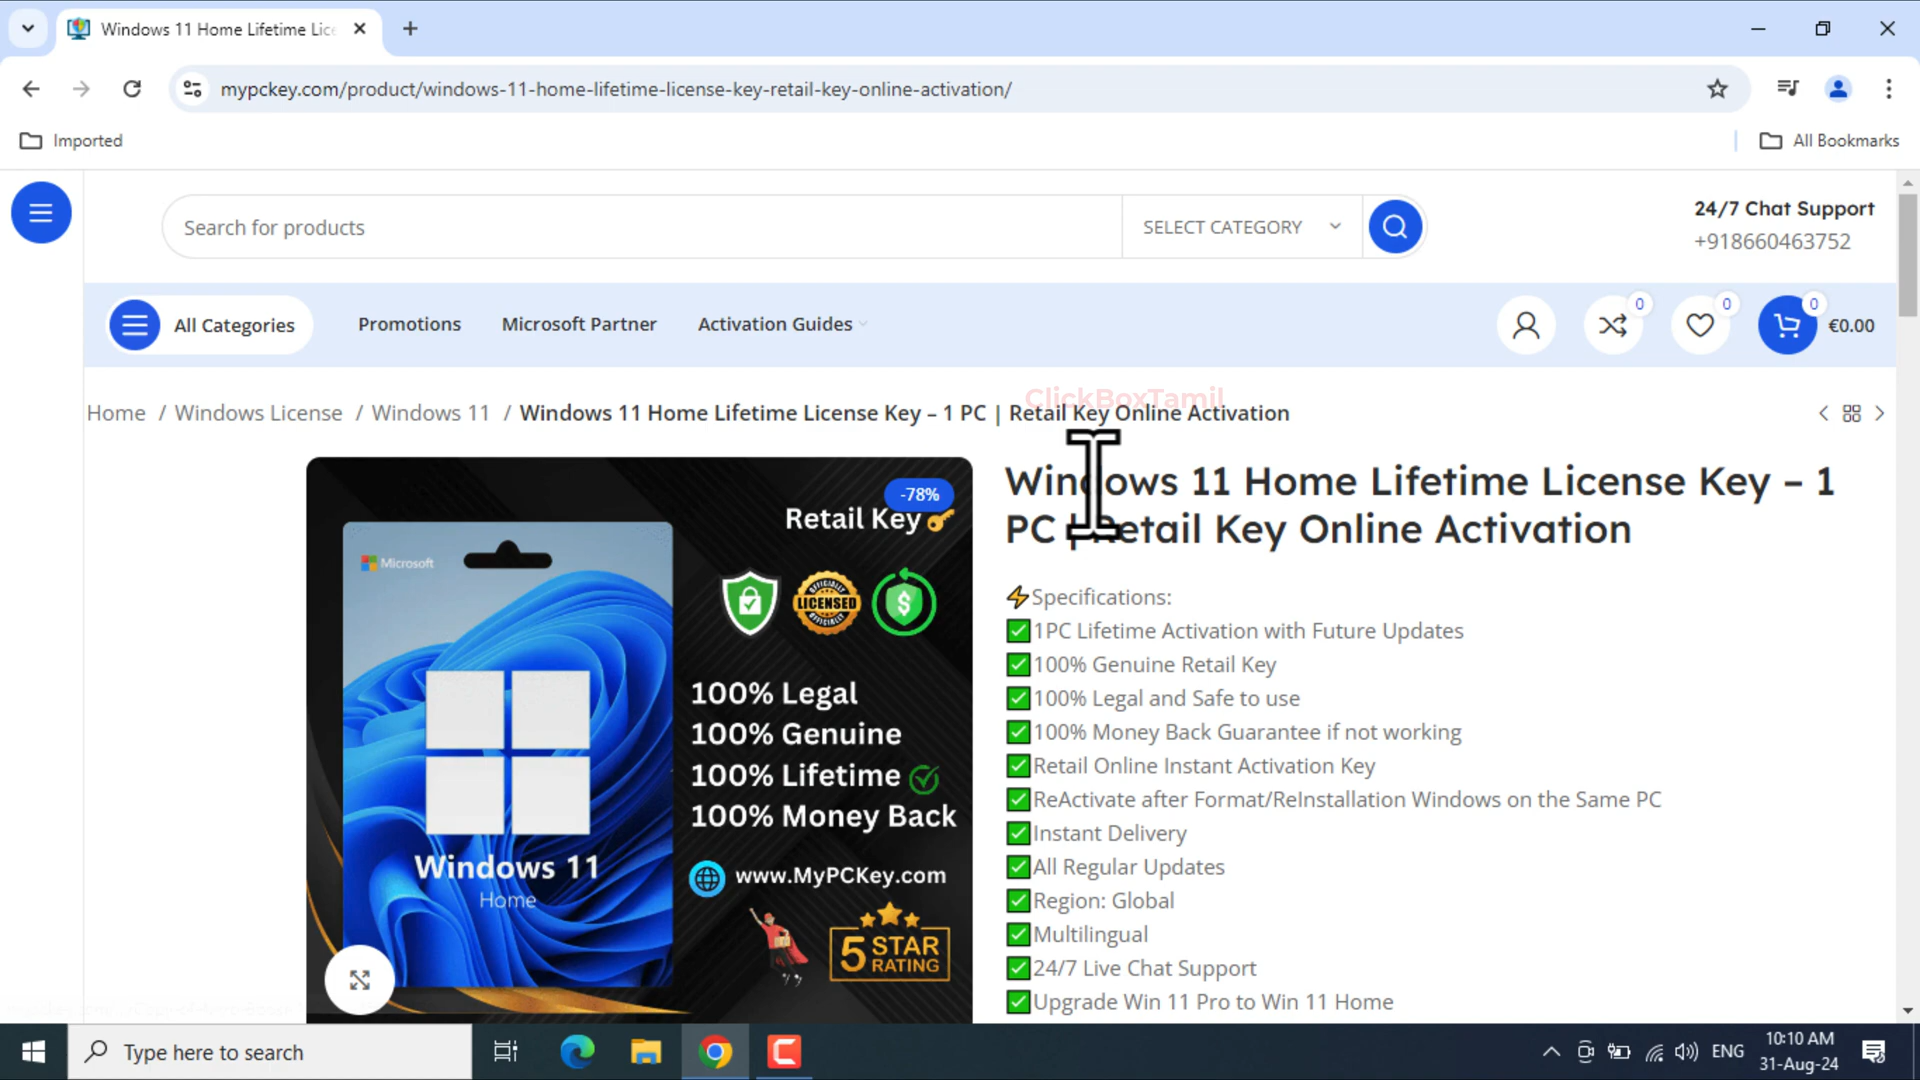 Windows 11 Home Lifetime Lice
mypckey.com/product/windows-11-home-lifetime-license-key-retail-key-online-activation/
Imported
All Bookmarks
Search for products
SELECT CATEGORY
24/7 Chat Support
+918660463752
All Categories
Promotions
Microsoft Partner
Activation Guides
0
0
0
€0.00
ClickBoxTamil
Home / Windows License / Windows 11 / Windows 11 Home Lifetime License Key – 1 PC | Retail Key Online Activation
-78%
Retail Key
Microsoft
OFFICIALLY
LICENSED
OFFICIALLY
100% Legal
100% Genuine
100% Lifetime
100% Money Back
Windows 11
Home
www.MyPCKey.com
5 STAR
RATING
Windows 11 Home Lifetime License Key – 1
PC | Retail Key Online Activation
⚡Specifications:
✅1PC Lifetime Activation with Future Updates
✅100% Genuine Retail Key
✅100% Legal and Safe to use
✅100% Money Back Guarantee if not working
✅Retail Online Instant Activation Key
✅ReActivate after Format/ReInstallation Windows on the Same PC
✅Instant Delivery
✅All Regular Updates
✅Region: Global
✅Multilingual
✅24/7 Live Chat Support
✅Upgrade Win 11 Pro to Win 11 Home
Type here to search
ENG
10:10 AM
31-Aug-24